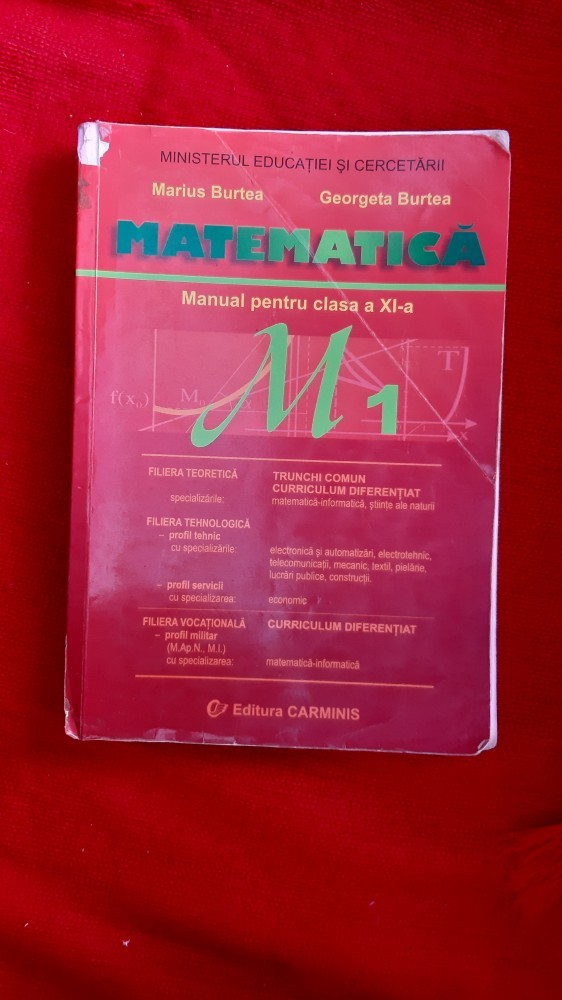 MINISTERUL EDUCAȚIEI ȘI CERCETĂRII
Marius Burtea Georgeta Burtea
MATEMATICĂ
Manual pentru clasa a XI-a
M 1
f(x₀) M₀ T
x
FILIERA TEORETICĂ TRUNCHI COMUN
CURRICULUM DIFERENȚIAT
specializările: matematică-informatică, științe ale naturii
FILIERA TEHNOLOGICĂ
– profil tehnic
cu specializările: electronică și automatizări, electrotehnic,
telecomunicații, mecanic, textil, pielărie,
lucrări publice, construcții.
– profil servicii
cu specializarea: economic
FILIERA VOCAȚIONALĂ CURRICULUM DIFERENȚIAT
– profil militar
(M.Ap.N., M.I.)
cu specializarea: matematică-informatică
Editura CARMINIS